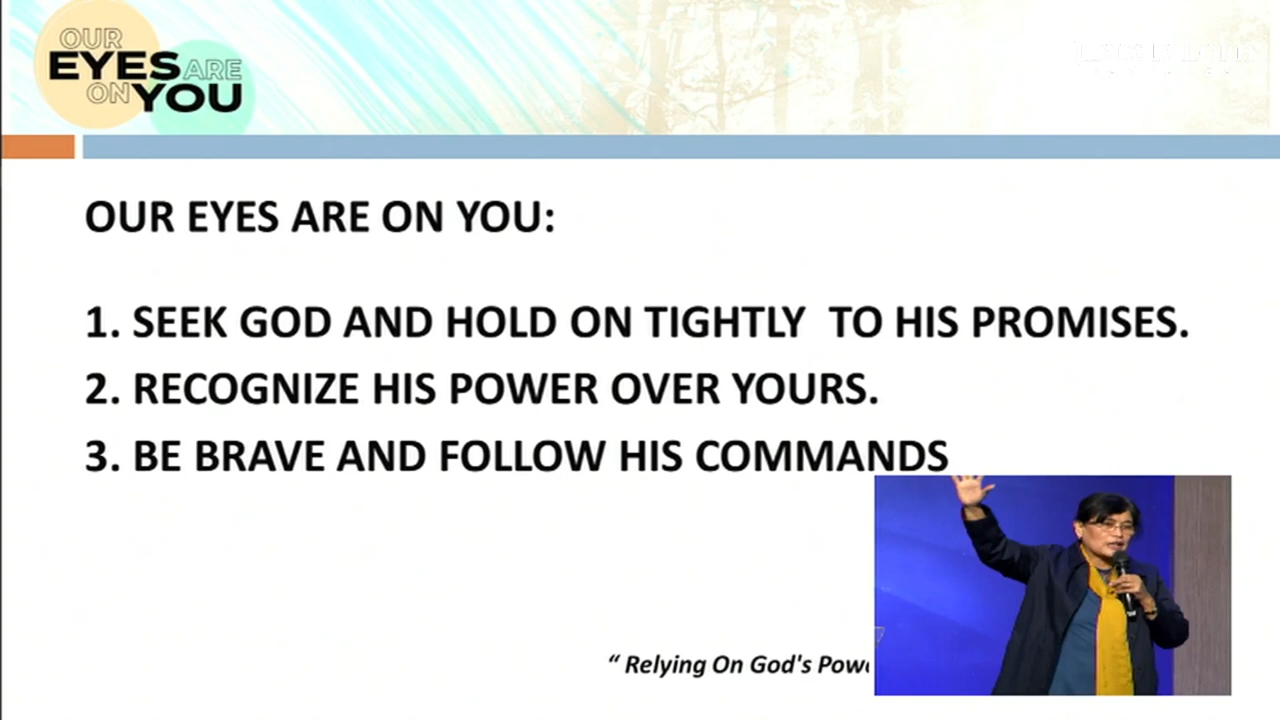 OUR
EYES ARE
ON YOU
OUR EYES ARE ON YOU:
1. SEEK GOD AND HOLD ON TIGHTLY  TO HIS PROMISES.
2. RECOGNIZE HIS POWER OVER YOURS.
3. BE BRAVE AND FOLLOW HIS COMMANDS
“ Relying On God's